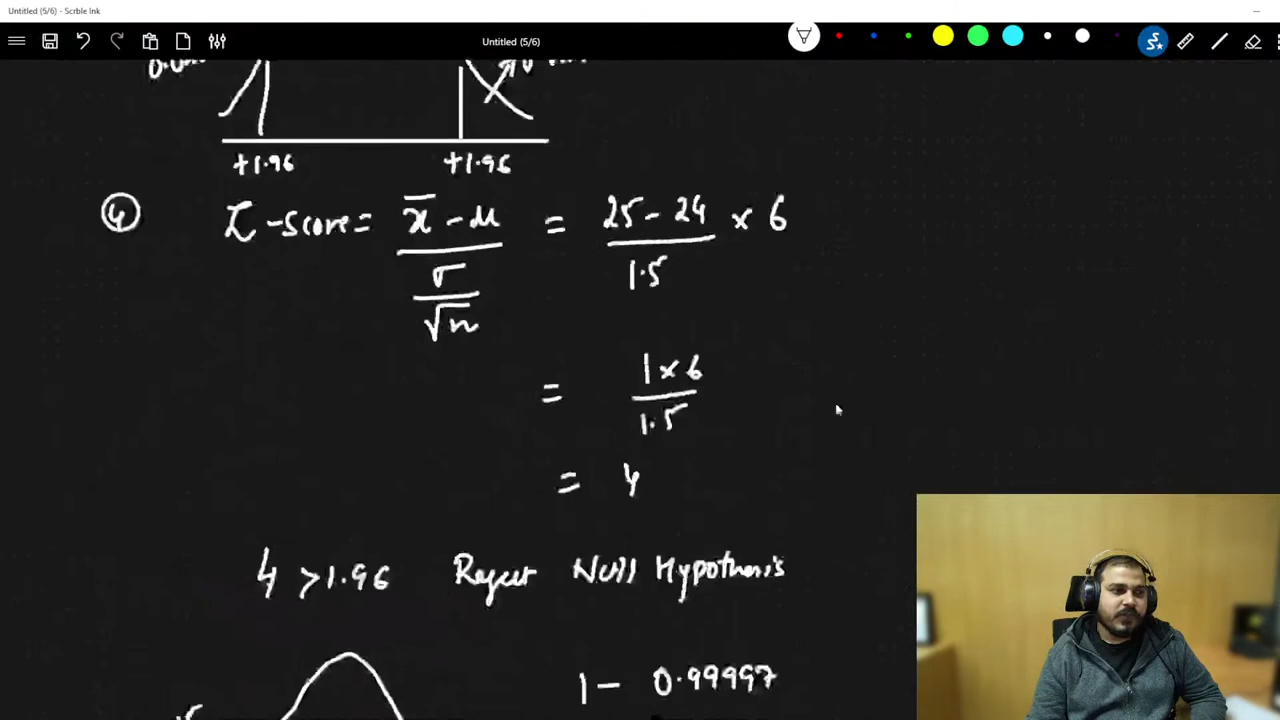 Untitled (5/6) - Scrble Ink
Untitled (5/6)
+1.96 +1.96
④ Z-score = x̄ - μ / σ/√n = 25 - 24 / 1.5 × 6
= 1 × 6 / 1.5
= 4
4 > 1.96 Reject Null Hypothesis
1 - 0.99997